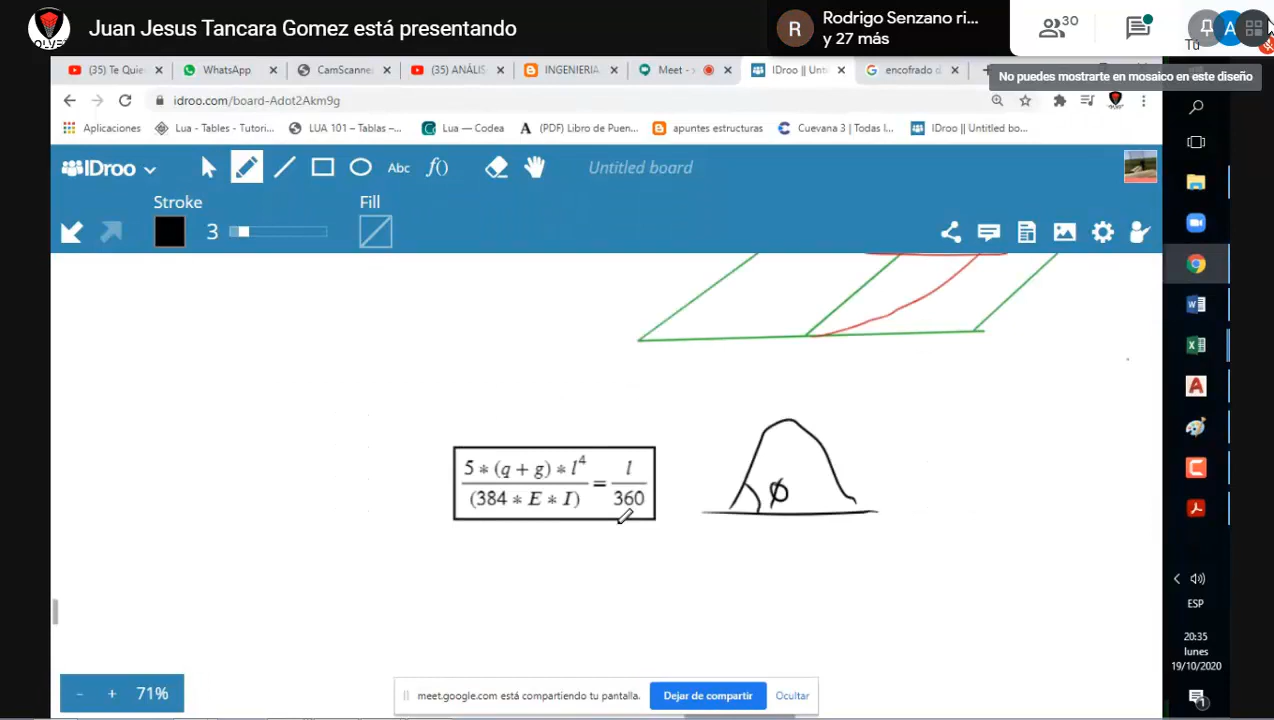 Juan Jesus Tancara Gomez está presentando
R
Rodrigo Senzano ri...
y 27 más
30
A
Tú
No puedes mostrarte en mosaico en este diseño
(35) Te Quie
WhatsApp
CamScanne
(35) ANÁLIS
INGENIERIA
Meet -
IDroo || Unt
encofrado d
idroo.com/board-Adot2Akm9g
Aplicaciones
Lua - Tables - Tutori...
LUA 101 – Tablas –...
Lua — Codea
(PDF) Libro de Puen...
apuntes estructuras
Cuevana 3 | Todas l...
IDroo || Untitled bo...
IDroo
Abc
f()
Untitled board
Stroke
Fill
3
5 * (q + g) * l^4 / (384 * E * I) = l / 360
ϕ
ESP
20:35
lunes
19/10/2020
1
- + 71%
meet.google.com está compartiendo tu pantalla.
Dejar de compartir
Ocultar